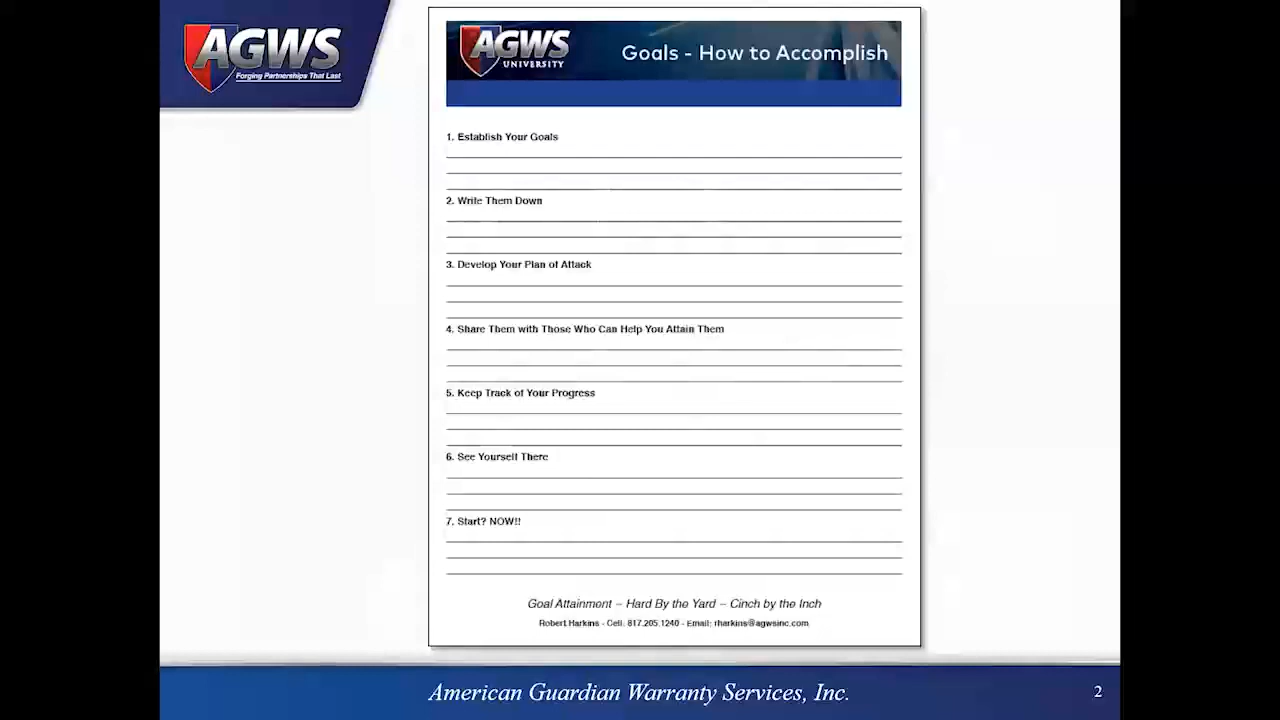 AGWS
Forging Partnerships That Last
AGWS
UNIVERSITY
Goals - How to Accomplish
1. Establish Your Goals
2. Write Them Down
3. Develop Your Plan of Attack
4. Share Them with Those Who Can Help You Attain Them
5. Keep Track of Your Progress
6. See Yourself There
7. Start? NOW!!
Goal Attainment – Hard By the Yard – Cinch by the Inch
Robert Harkins - Cell: 817.205.1240 - Email: rharkins@agwsinc.com
American Guardian Warranty Services, Inc.
2